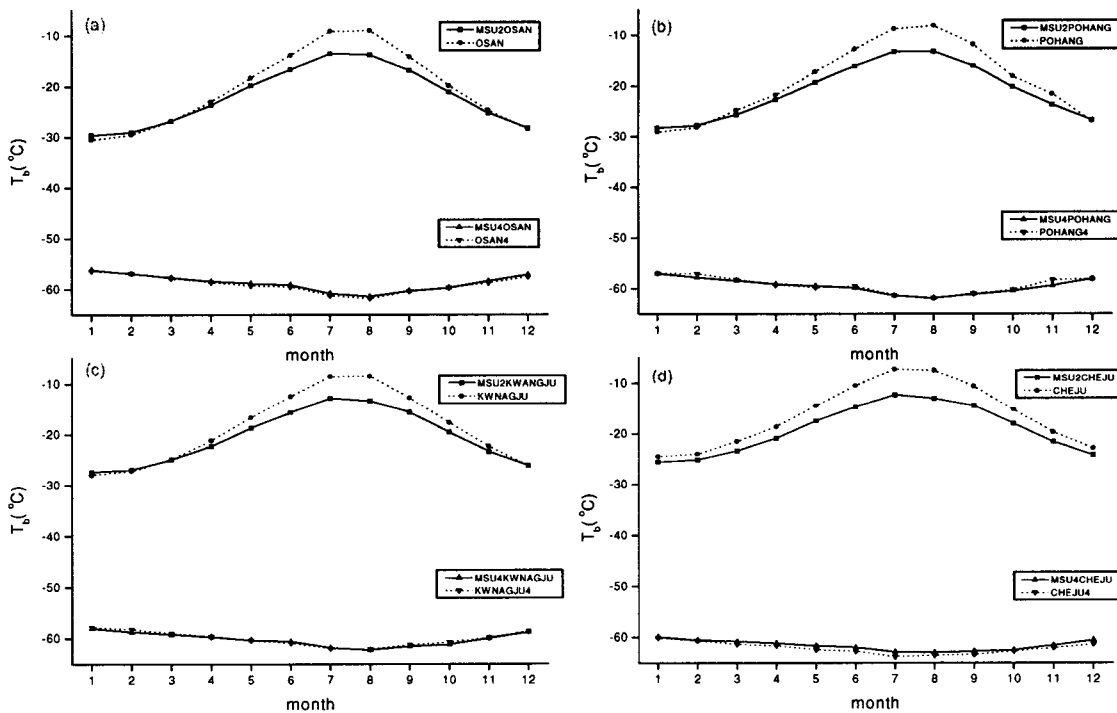 (a)
MSU2OSAN
OSAN
-10
-20
-30
-40
-50
-60
T_b(°C)
MSU4OSAN
OSAN4
1 2 3 4 5 6 7 8 9 10 11 12
month
(b)
MSU2POHANG
POHANG
-10
-20
-30
-40
-50
-60
T_b(°C)
MSU4POHANG
POHANG4
1 2 3 4 5 6 7 8 9 10 11 12
month
(c)
MSU2KWANGJU
KWNAGJU
-10
-20
-30
-40
-50
-60
T_b(°C)
MSU4KWNAGJU
KWNAGJU4
1 2 3 4 5 6 7 8 9 10 11 12
month
(d)
MSU2CHEJU
CHEJU
-10
-20
-30
-40
-50
-60
T_b(°C)
MSU4CHEJU
CHEJU4
1 2 3 4 5 6 7 8 9 10 11 12
month